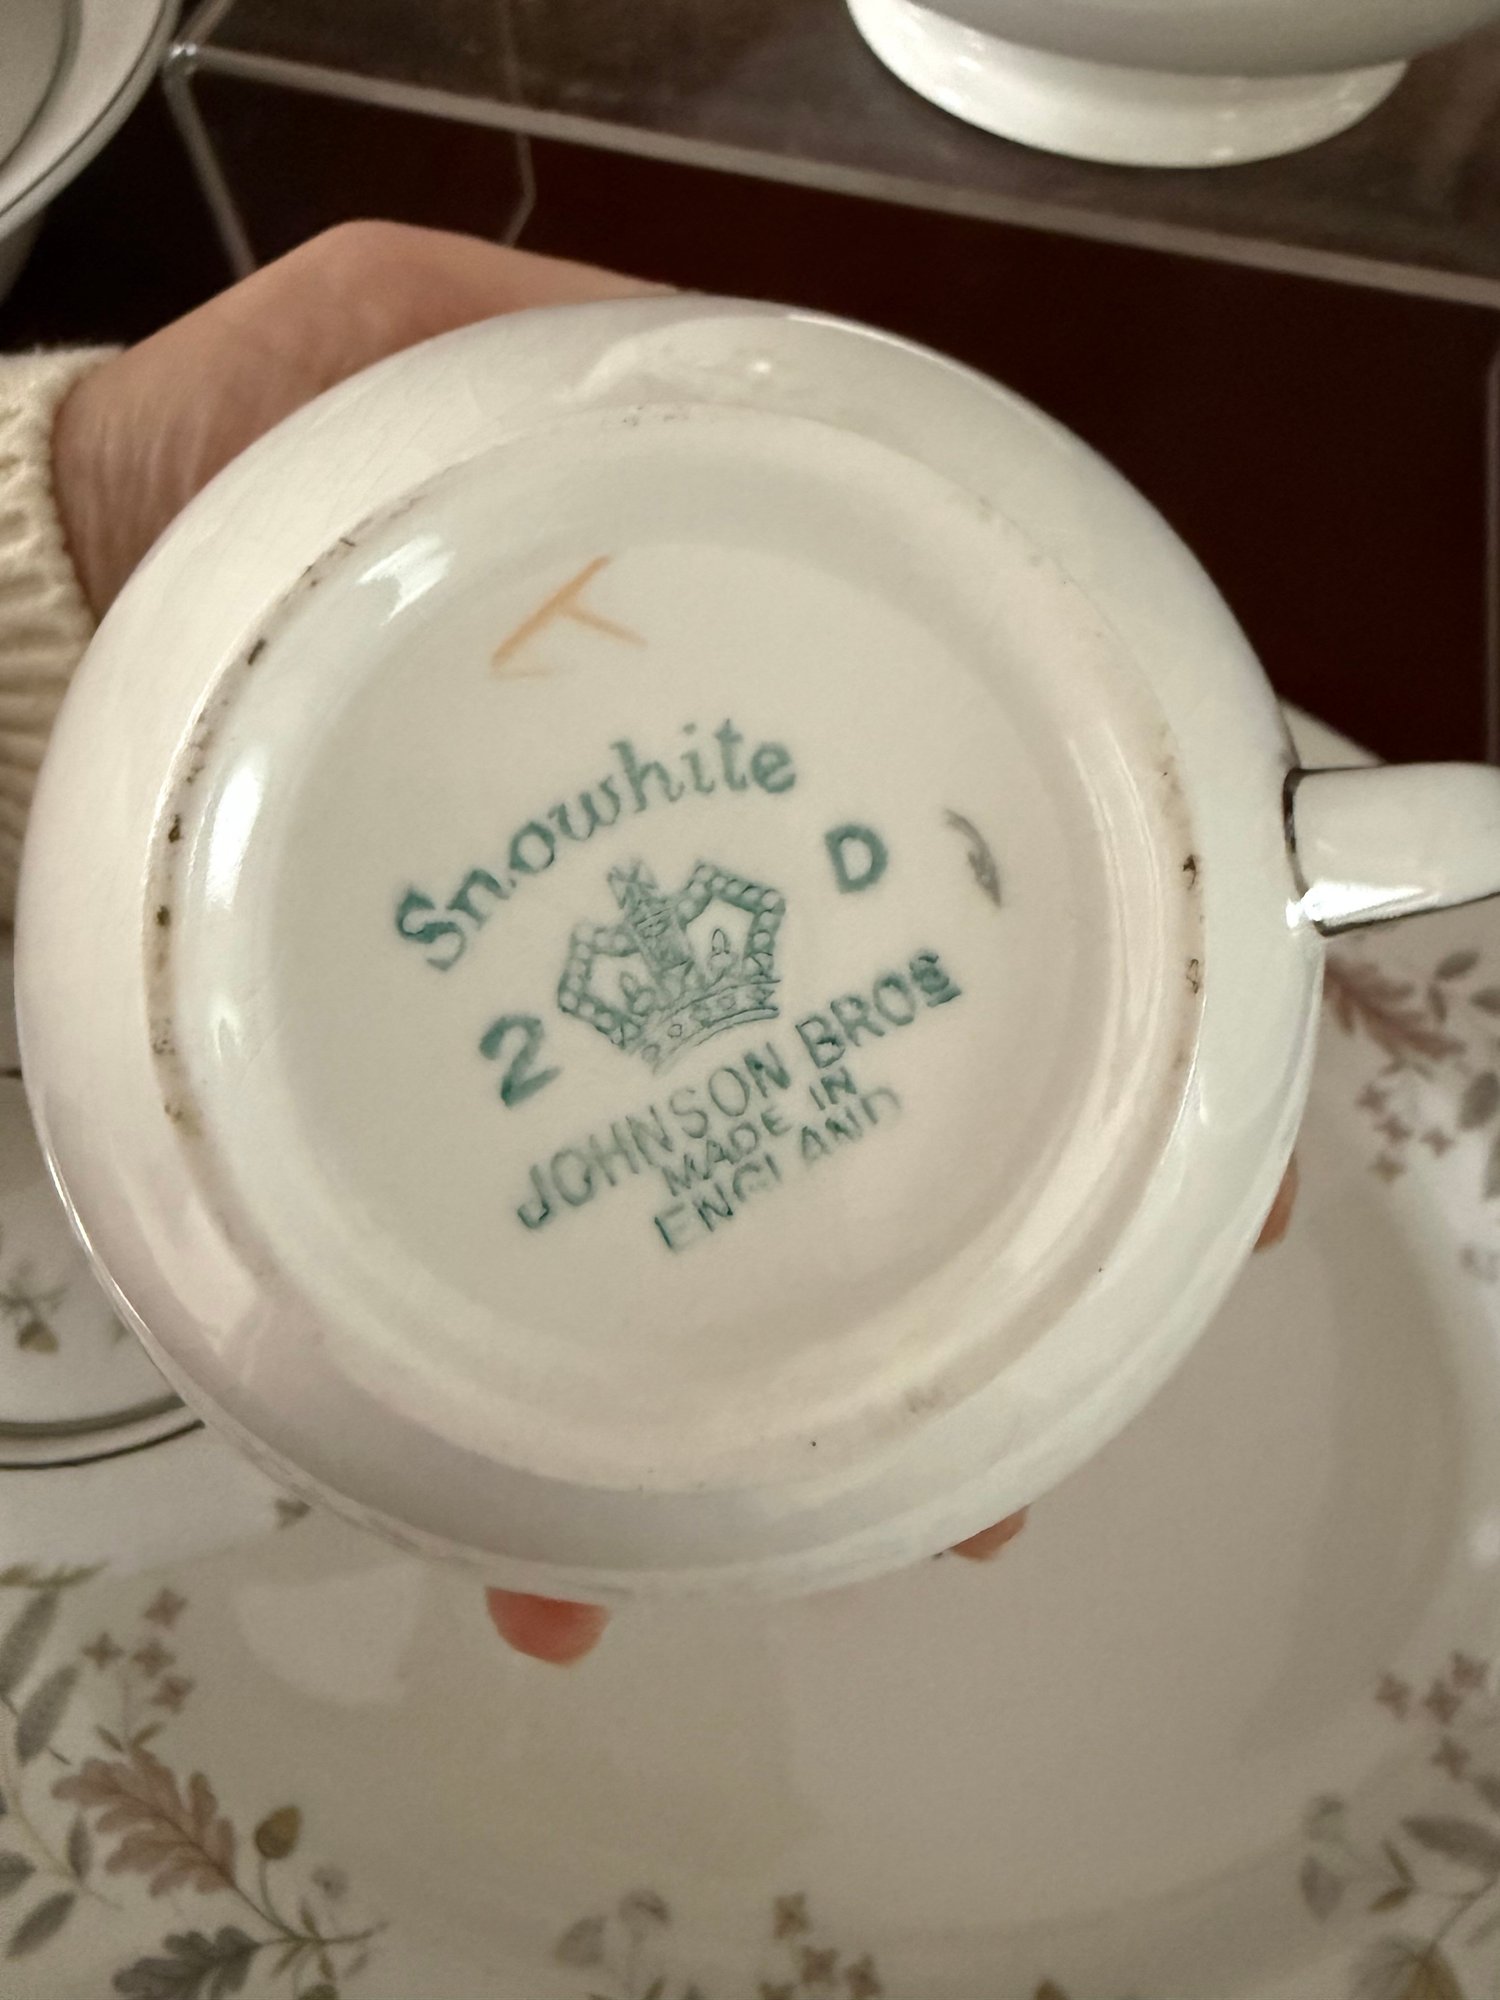 T
Snowhite
2 D
JOHNSON BROS
MADE IN
ENGLAND